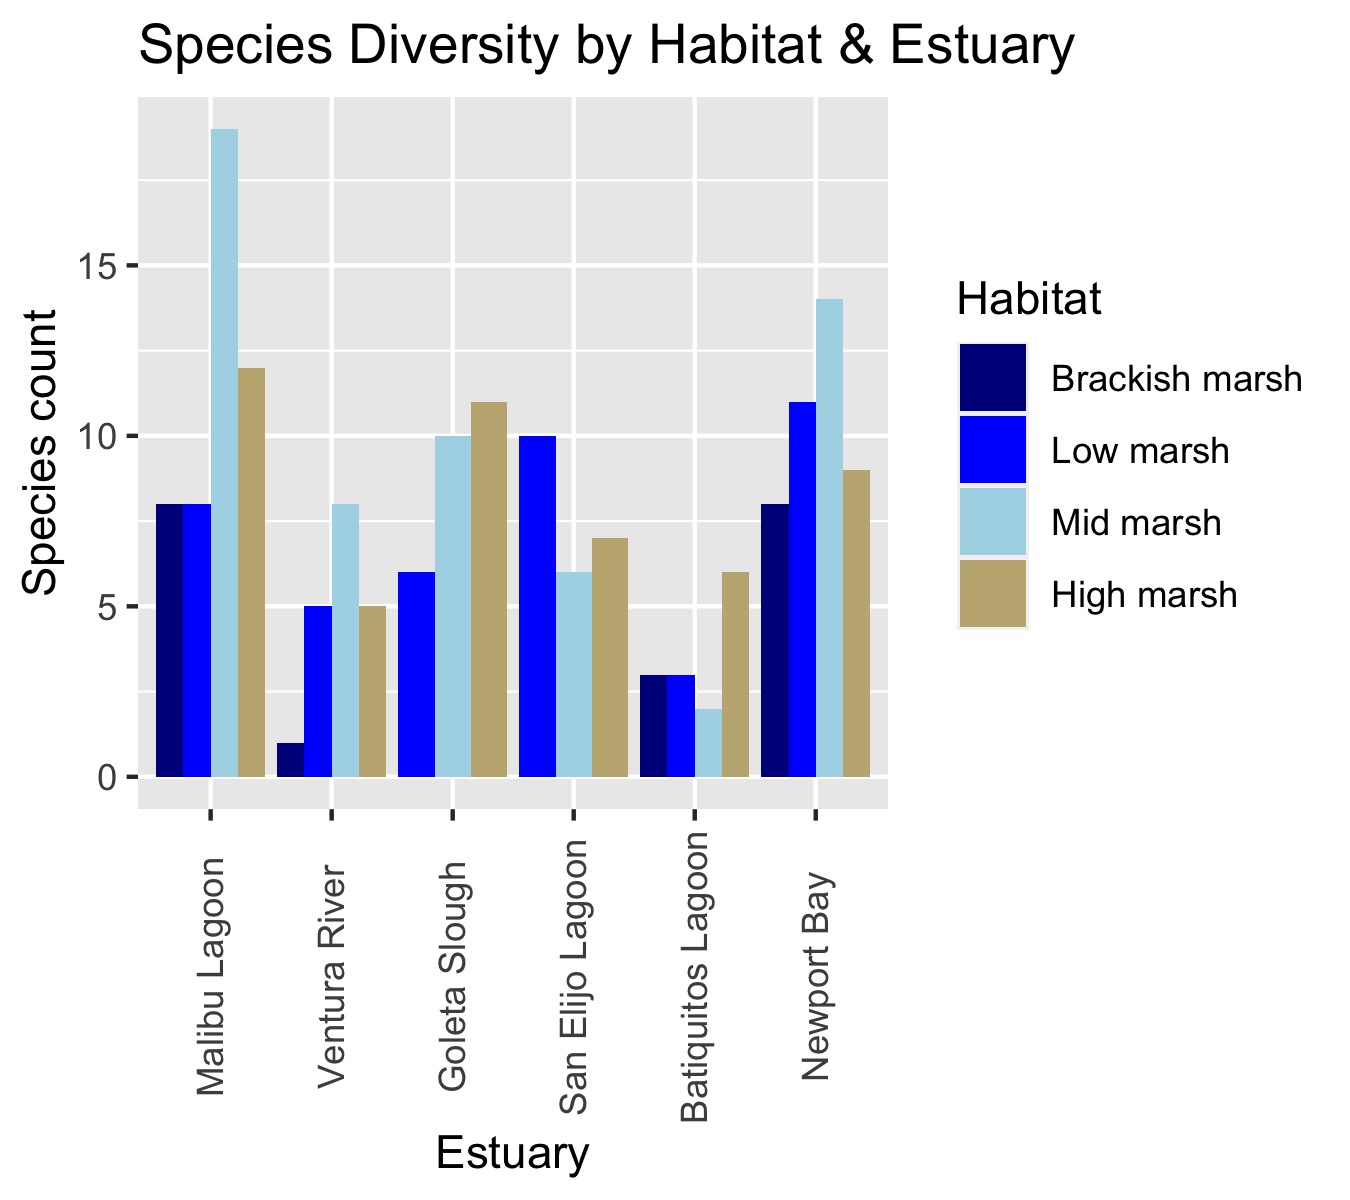 Species Diversity by Habitat & Estuary
Species count
15
10
5
0
Malibu Lagoon
Ventura River
Goleta Slough
San Elijo Lagoon
Batiquitos Lagoon
Newport Bay
Estuary
Habitat
Brackish marsh
Low marsh
Mid marsh
High marsh